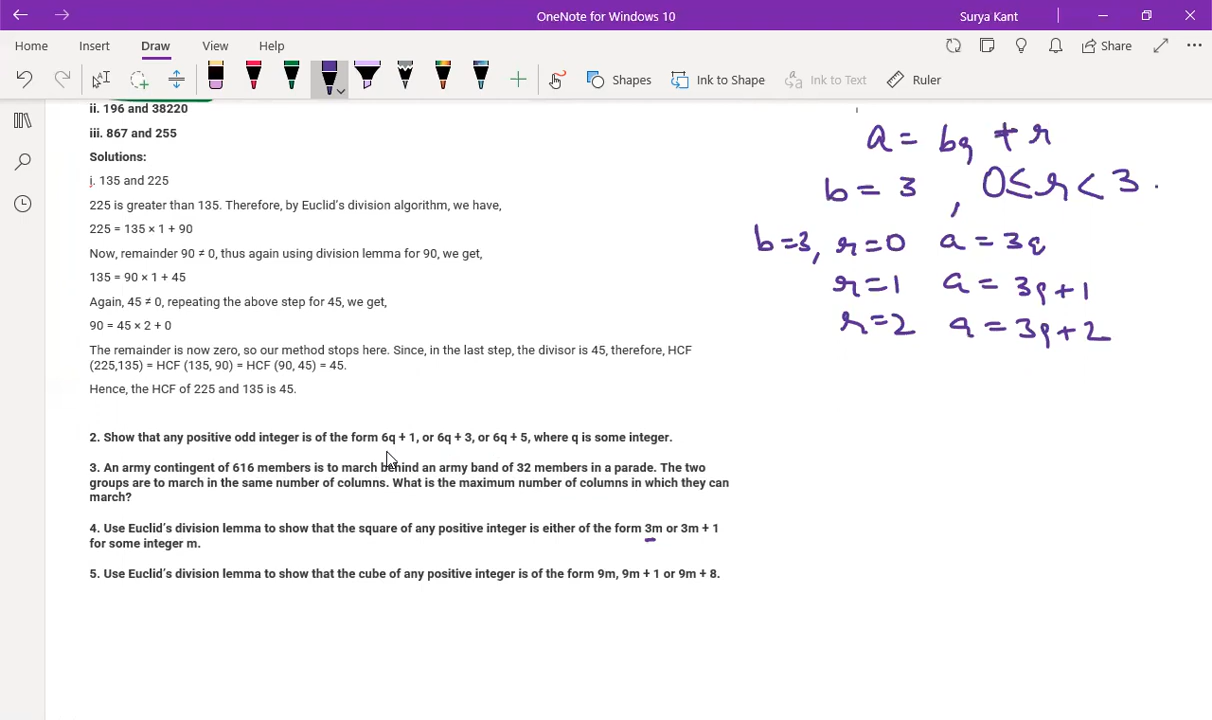 OneNote for Windows 10
Surya Kant
Home Insert Draw View Help
Share
Shapes Ink to Shape Ink to Text Ruler
ii. 196 and 38220
iii. 867 and 255
Solutions:
i. 135 and 225
225 is greater than 135. Therefore, by Euclid's division algorithm, we have,
225 = 135 × 1 + 90
Now, remainder 90 ≠ 0, thus again using division lemma for 90, we get,
135 = 90 × 1 + 45
Again, 45 ≠ 0, repeating the above step for 45, we get,
90 = 45 × 2 + 0
The remainder is now zero, so our method stops here. Since, in the last step, the divisor is 45, therefore, HCF
(225,135) = HCF (135, 90) = HCF (90, 45) = 45.
Hence, the HCF of 225 and 135 is 45.
2. Show that any positive odd integer is of the form 6q + 1, or 6q + 3, or 6q + 5, where q is some integer.
3. An army contingent of 616 members is to march behind an army band of 32 members in a parade. The two
groups are to march in the same number of columns. What is the maximum number of columns in which they can
march?
4. Use Euclid's division lemma to show that the square of any positive integer is either of the form 3m or 3m + 1
for some integer m.
5. Use Euclid's division lemma to show that the cube of any positive integer is of the form 9m, 9m + 1 or 9m + 8.
a = bq + r
b = 3 , 0 ≤ r < 3
b = 3, r = 0 a = 3q
r = 1 a = 3q + 1
r = 2 a = 3q + 2